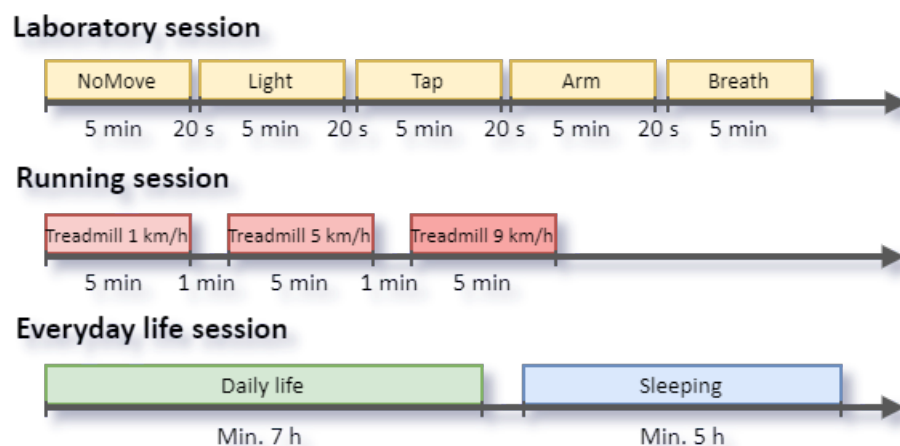 Laboratory session
NoMove Light Tap Arm Breath
5 min 20 s 5 min 20 s 5 min 20 s 5 min 20 s 5 min
Running session
Treadmill 1 km/h Treadmill 5 km/h Treadmill 9 km/h
5 min 1 min 5 min 1 min 5 min
Everyday life session
Daily life Sleeping
Min. 7 h Min. 5 h